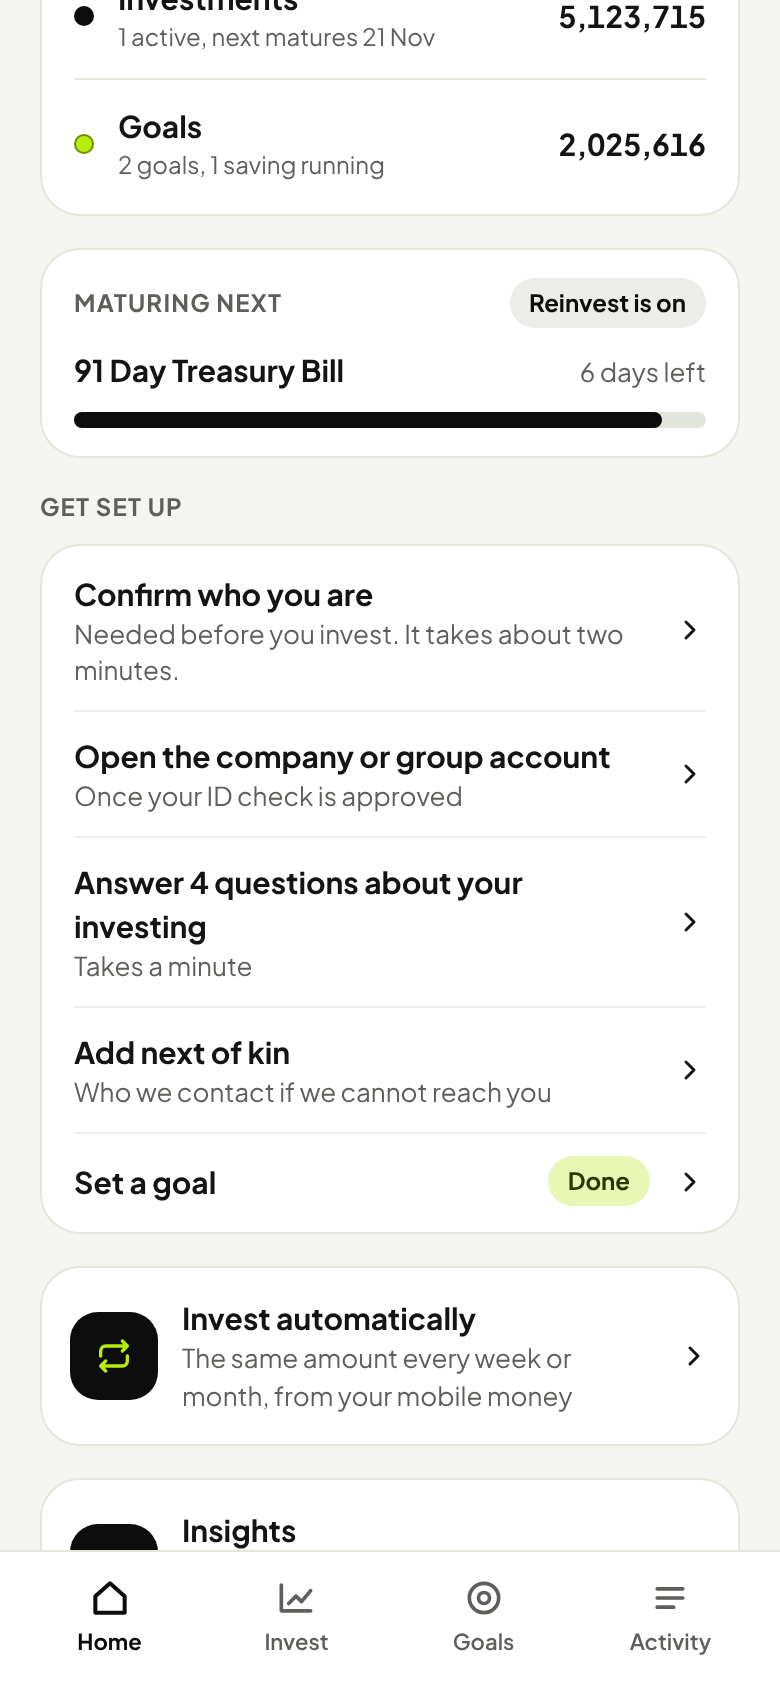 Investments
5,123,715
1 active, next matures 21 Nov
Goals
2,025,616
2 goals, 1 saving running
MATURING NEXT
Reinvest is on
91 Day Treasury Bill
6 days left
GET SET UP
Confirm who you are
Needed before you invest. It takes about two
minutes.
Open the company or group account
Once your ID check is approved
Answer 4 questions about your
investing
Takes a minute
Add next of kin
Who we contact if we cannot reach you
Set a goal
Done
Invest automatically
The same amount every week or
month, from your mobile money
Insights
Home
Invest
Goals
Activity